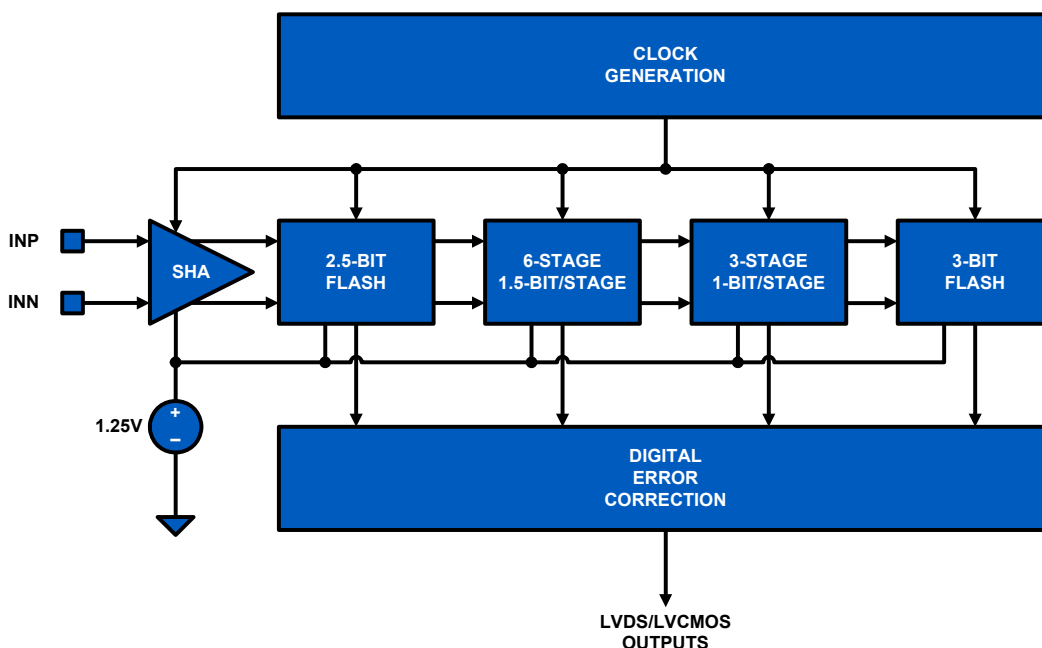 CLOCK
GENERATION
INP
INN
SHA
2.5-BIT
FLASH
6-STAGE
1.5-BIT/STAGE
3-STAGE
1-BIT/STAGE
3-BIT
FLASH
1.25V
+
−
DIGITAL
ERROR
CORRECTION
LVDS/LVCMOS
OUTPUTS